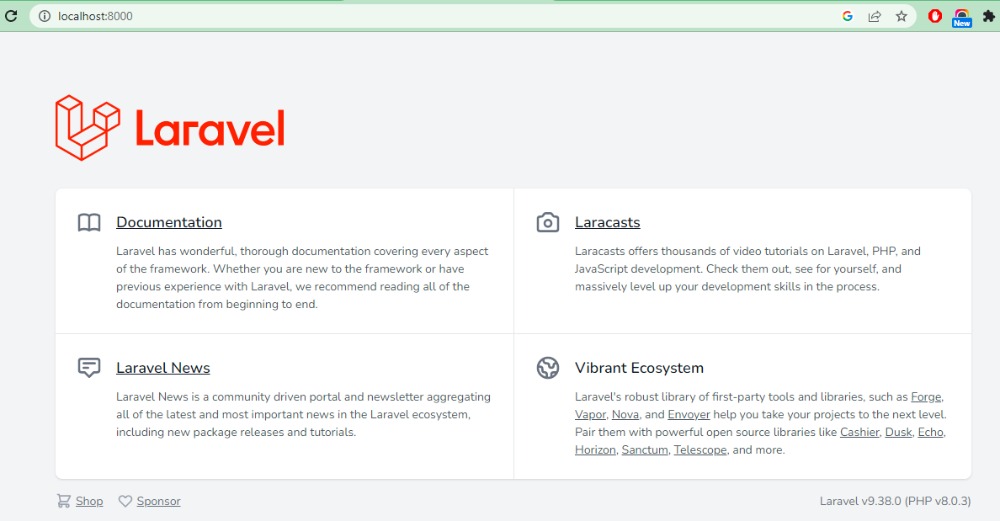 localhost:8000
New
Laravel
Documentation
Laravel has wonderful, thorough documentation covering every aspect
of the framework. Whether you are new to the framework or have
previous experience with Laravel, we recommend reading all of the
documentation from beginning to end.
Laracasts
Laracasts offers thousands of video tutorials on Laravel, PHP, and
JavaScript development. Check them out, see for yourself, and
massively level up your development skills in the process.
Laravel News
Laravel News is a community driven portal and newsletter aggregating
all of the latest and most important news in the Laravel ecosystem,
including new package releases and tutorials.
Vibrant Ecosystem
Laravel's robust library of first-party tools and libraries, such as Forge,
Vapor, Nova, and Envoyer help you take your projects to the next level.
Pair them with powerful open source libraries like Cashier, Dusk, Echo,
Horizon, Sanctum, Telescope, and more.
Shop Sponsor
Laravel v9.38.0 (PHP v8.0.3)